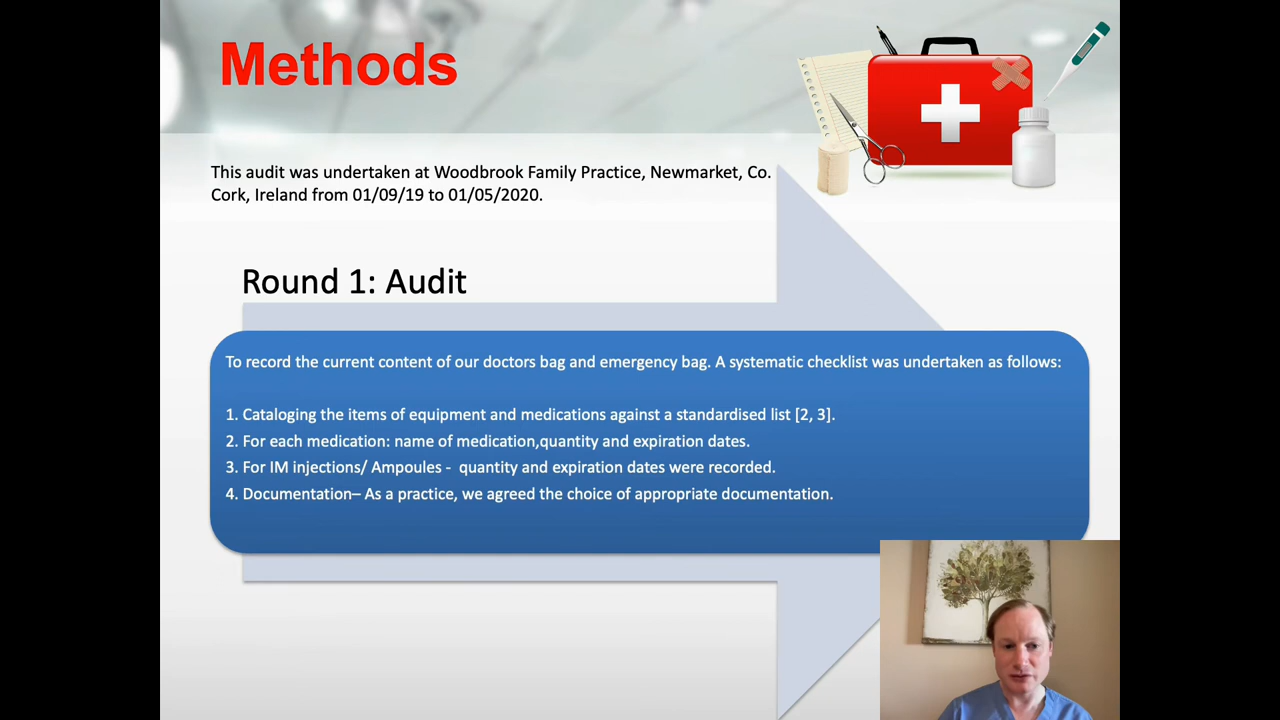 Methods
This audit was undertaken at Woodbrook Family Practice, Newmarket, Co.
Cork, Ireland from 01/09/19 to 01/05/2020.
Round 1: Audit
To record the current content of our doctors bag and emergency bag. A systematic checklist was undertaken as follows:
1. Cataloging the items of equipment and medications against a standardised list [2, 3].
2. For each medication: name of medication,quantity and expiration dates.
3. For IM injections/ Ampoules -  quantity and expiration dates were recorded.
4. Documentation– As a practice, we agreed the choice of appropriate documentation.